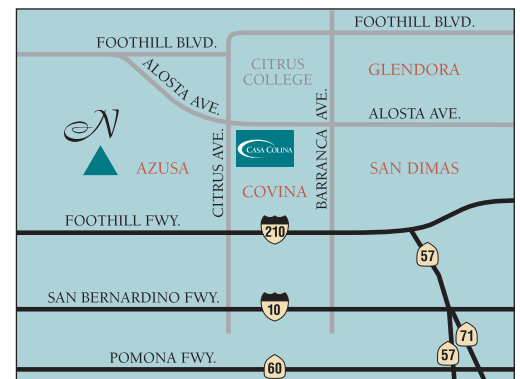 FOOTHILL BLVD.
FOOTHILL BLVD.
CITRUS
COLLEGE
GLENDORA
ALOSTA AVE.
ALOSTA AVE.
N
CASA COLINA
AZUSA
CITRUS AVE.
COVINA
BARRANCA AVE.
SAN DIMAS
FOOTHILL FWY.
210
57
SAN BERNARDINO FWY.
10
71
57
POMONA FWY.
60